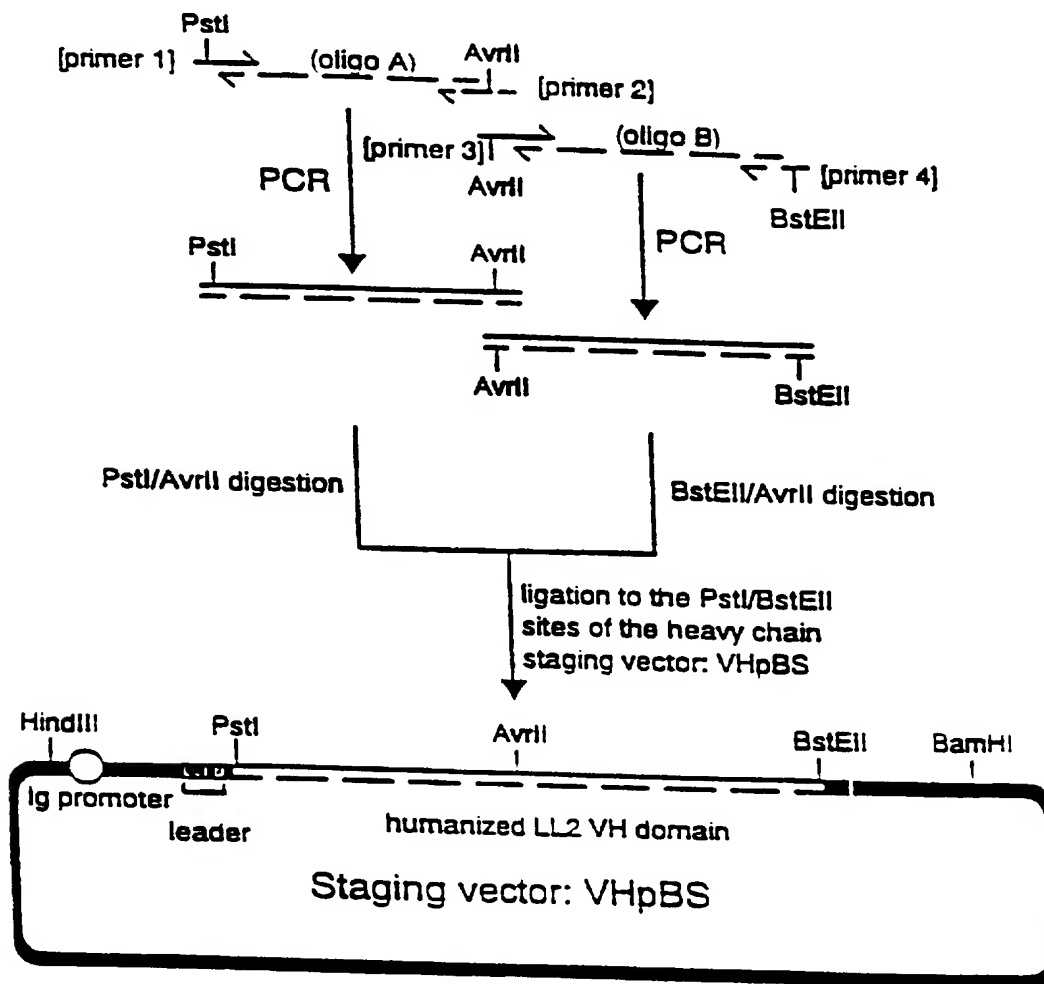 PstI
[primer 1]
(oligo A)
AvrII
[primer 2]
[primer 3]
(oligo B)
[primer 4]
AvrII
BstEII
PCR
PCR
PstI
AvrII
AvrII
BstEII
PstI/AvrII digestion
BstEII/AvrII digestion
ligation to the PstI/BstEII
sites of the heavy chain
staging vector: VHpBS
HindIII
PstI
AvrII
BstEII
BamHI
Ig promoter
leader
humanized LL2 VH domain
Staging vector: VHpBS